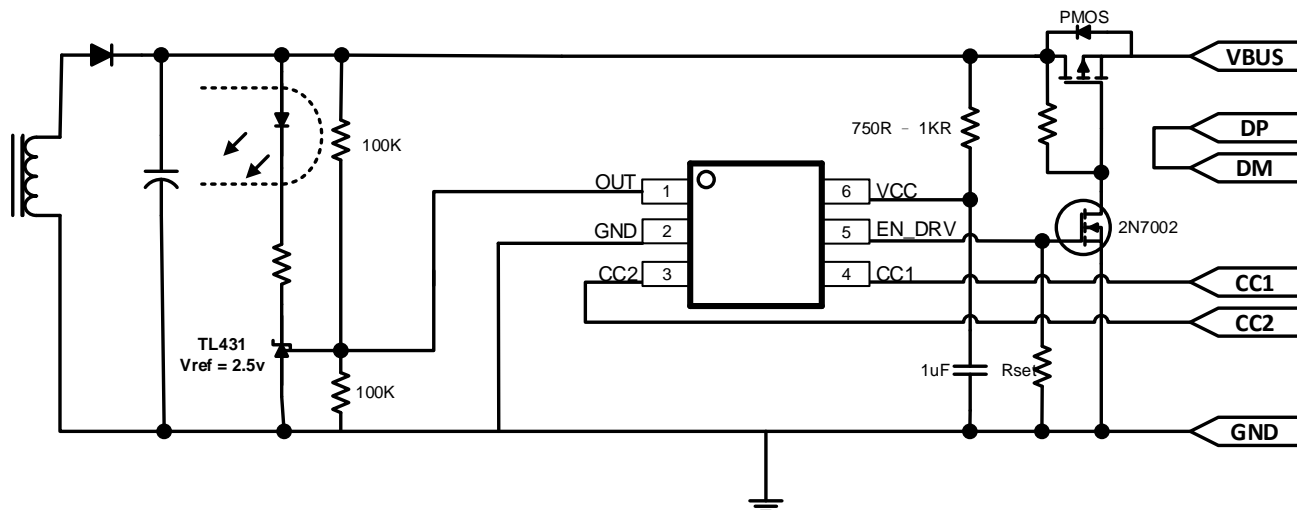 PMOS
VBUS
750R - 1KR
DP
100K
DM
OUT
1
6
VCC
GND
2
5
EN_DRV
2N7002
CC2
3
4
CC1
CC1
CC2
TL431
Vref = 2.5v
100K
1uF
Rset
GND